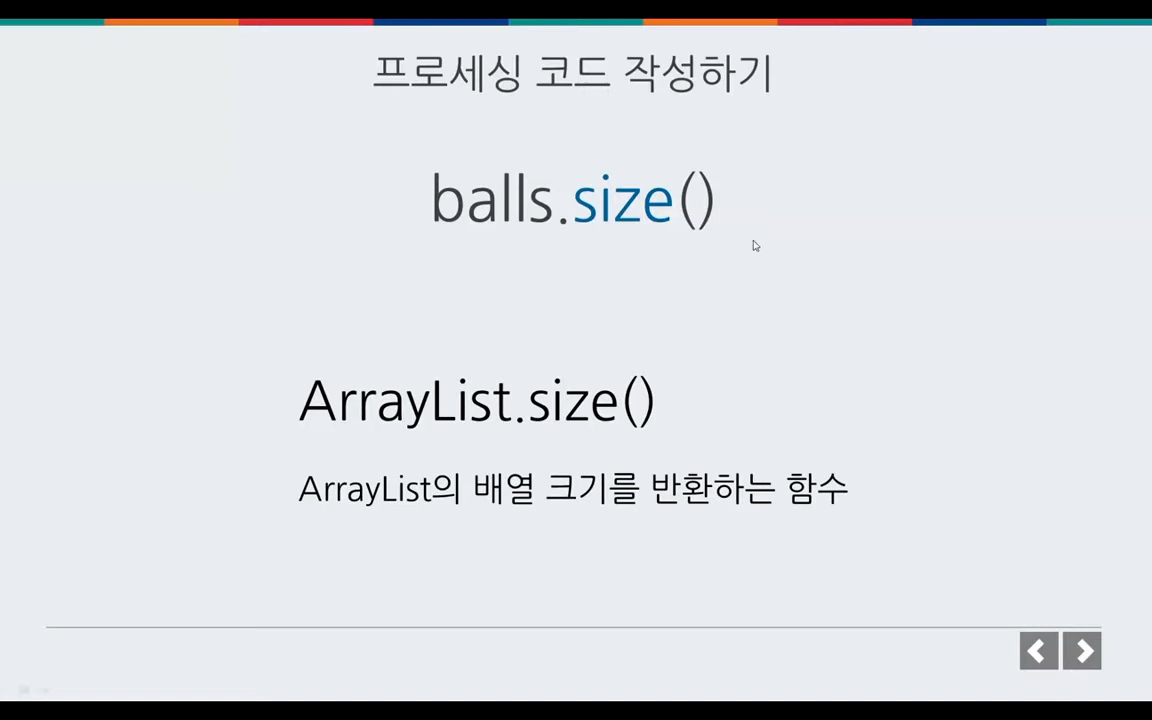 프로세싱 코드 작성하기
balls.size()
ArrayList.size()
ArrayList의 배열 크기를 반환하는 함수